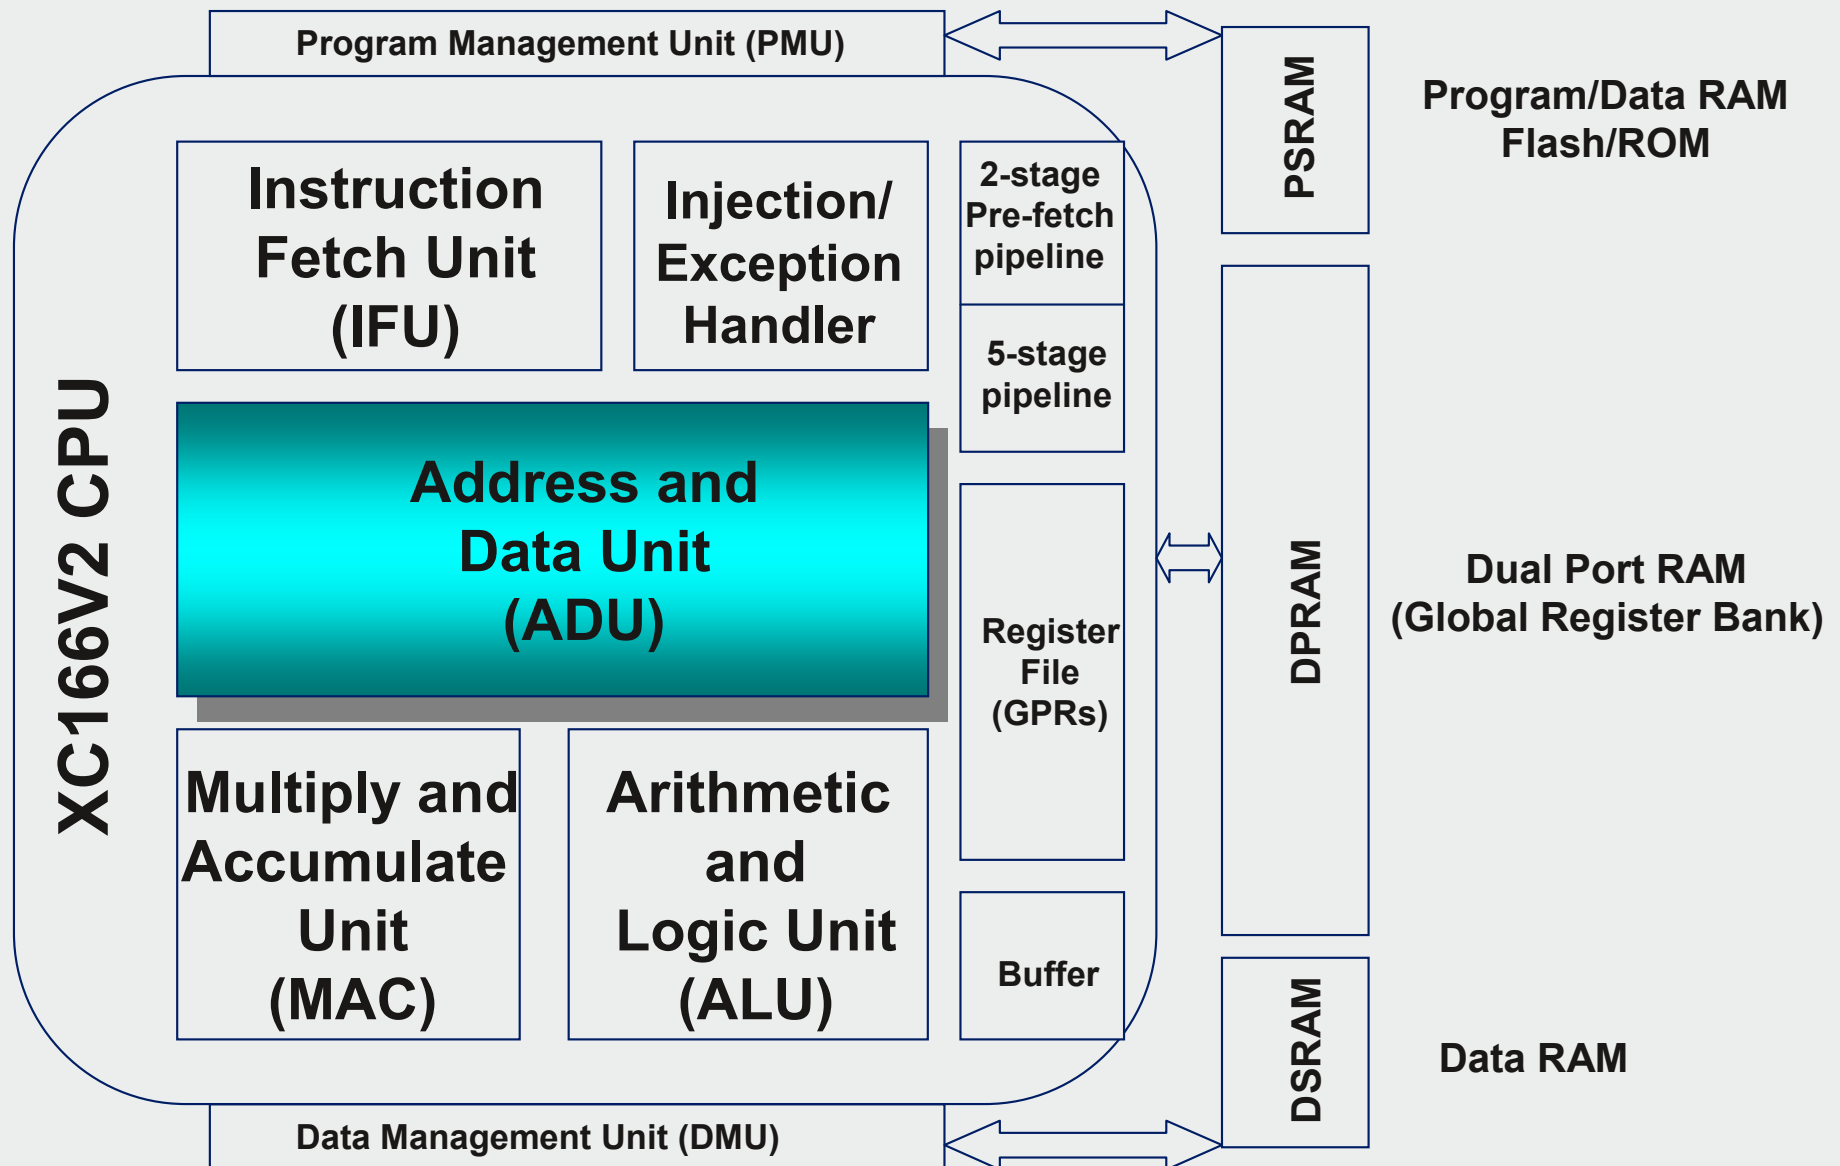 Program Management Unit (PMU)
PSRAM
Program/Data RAM
Flash/ROM
XC166V2 CPU
Instruction
Fetch Unit
(IFU)
Injection/
Exception
Handler
2-stage
Pre-fetch
pipeline
5-stage
pipeline
Address and
Data Unit
(ADU)
Register
File
(GPRs)
DPRAM
Dual Port RAM
(Global Register Bank)
Multiply and
Accumulate
Unit
(MAC)
Arithmetic
and
Logic Unit
(ALU)
Buffer
DSRAM
Data RAM
Data Management Unit (DMU)